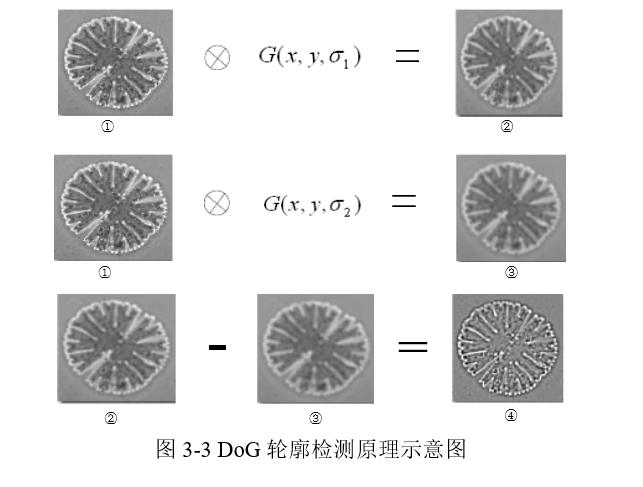 ⊗ G(x, y, σ₁) =
① ②
⊗ G(x, y, σ₂) =
① ③
- =
② ③ ④
图 3-3 DoG 轮廓检测原理示意图